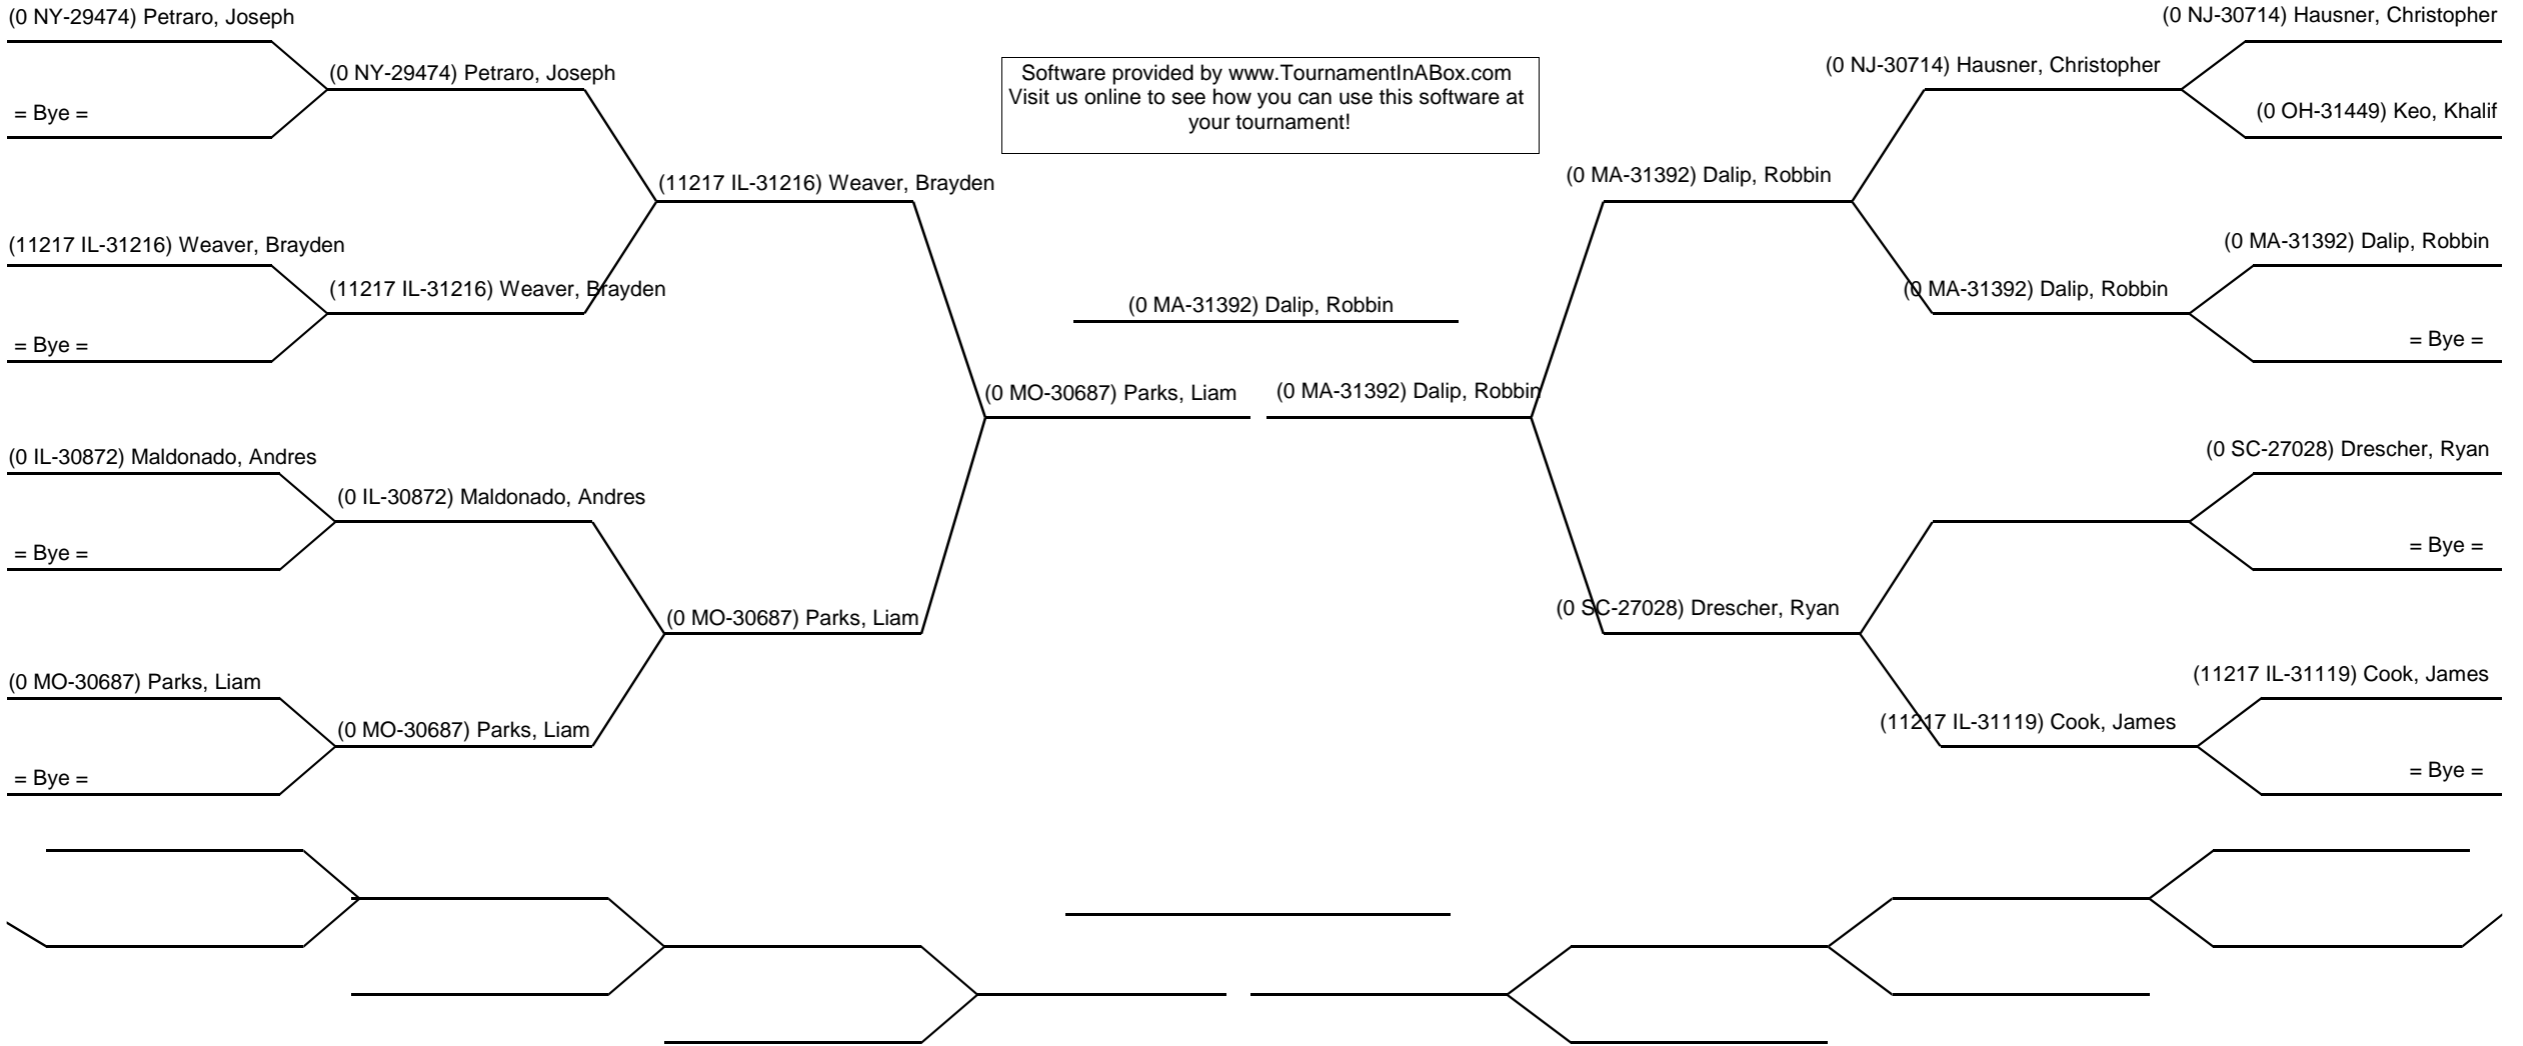 (0 NY-29474) Petraro, Joseph
(0 NY-29474) Petraro, Joseph
= Bye =
(11217 IL-31216) Weaver, Brayden
(11217 IL-31216) Weaver, Brayden
(11217 IL-31216) Weaver, Brayden
= Bye =
(0 IL-30872) Maldonado, Andres
(0 IL-30872) Maldonado, Andres
= Bye =
(0 MO-30687) Parks, Liam
(0 MO-30687) Parks, Liam
(0 MO-30687) Parks, Liam
= Bye =
(0 MO-30687) Parks, Liam
Software provided by www.TournamentInABox.com
Visit us online to see how you can use this software at
your tournament!
(0 MA-31392) Dalip, Robbin
(0 MA-31392) Dalip, Robbin
(0 NJ-30714) Hausner, Christopher
(0 NJ-30714) Hausner, Christopher
(0 OH-31449) Keo, Khalif
(0 MA-31392) Dalip, Robbin
(0 MA-31392) Dalip, Robbin
(0 MA-31392) Dalip, Robbin
= Bye =
(0 SC-27028) Drescher, Ryan
= Bye =
(0 SC-27028) Drescher, Ryan
(11217 IL-31119) Cook, James
(11217 IL-31119) Cook, James
= Bye =